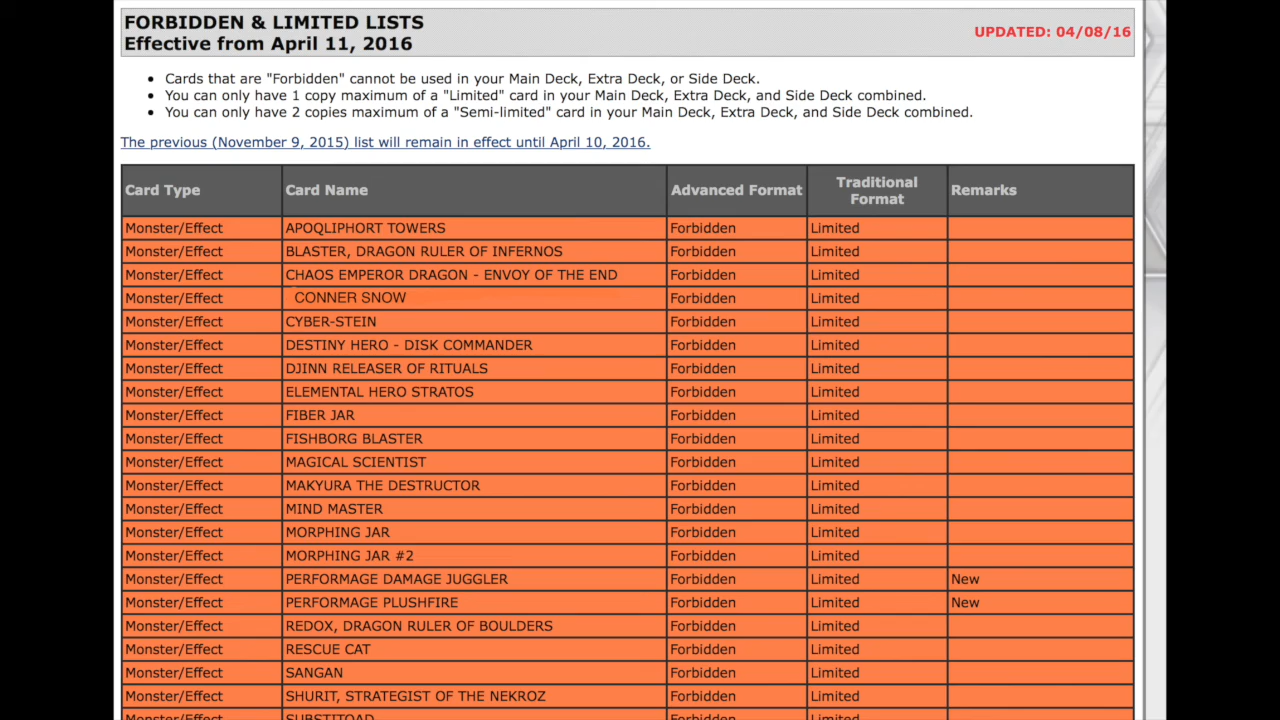 FORBIDDEN & LIMITED LISTS
Effective from April 11, 2016
UPDATED: 04/08/16
• Cards that are "Forbidden" cannot be used in your Main Deck, Extra Deck, or Side Deck.
• You can only have 1 copy maximum of a "Limited" card in your Main Deck, Extra Deck, and Side Deck combined.
• You can only have 2 copies maximum of a "Semi-limited" card in your Main Deck, Extra Deck, and Side Deck combined.
The previous (November 9, 2015) list will remain in effect until April 10, 2016.
Card Type Card Name Advanced Format Traditional Format Remarks
Monster/Effect APOQLIPHORT TOWERS Forbidden Limited
Monster/Effect BLASTER, DRAGON RULER OF INFERNOS Forbidden Limited
Monster/Effect CHAOS EMPEROR DRAGON - ENVOY OF THE END Forbidden Limited
Monster/Effect CONNER SNOW Forbidden Limited
Monster/Effect CYBER-STEIN Forbidden Limited
Monster/Effect DESTINY HERO - DISK COMMANDER Forbidden Limited
Monster/Effect DJINN RELEASER OF RITUALS Forbidden Limited
Monster/Effect ELEMENTAL HERO STRATOS Forbidden Limited
Monster/Effect FIBER JAR Forbidden Limited
Monster/Effect FISHBORG BLASTER Forbidden Limited
Monster/Effect MAGICAL SCIENTIST Forbidden Limited
Monster/Effect MAKYURA THE DESTRUCTOR Forbidden Limited
Monster/Effect MIND MASTER Forbidden Limited
Monster/Effect MORPHING JAR Forbidden Limited
Monster/Effect MORPHING JAR #2 Forbidden Limited
Monster/Effect PERFORMAGE DAMAGE JUGGLER Forbidden Limited New
Monster/Effect PERFORMAGE PLUSHFIRE Forbidden Limited New
Monster/Effect REDOX, DRAGON RULER OF BOULDERS Forbidden Limited
Monster/Effect RESCUE CAT Forbidden Limited
Monster/Effect SANGAN Forbidden Limited
Monster/Effect SHURIT, STRATEGIST OF THE NEKROZ Forbidden Limited
Monster/Effect SUBSTITOAD Forbidden Limited